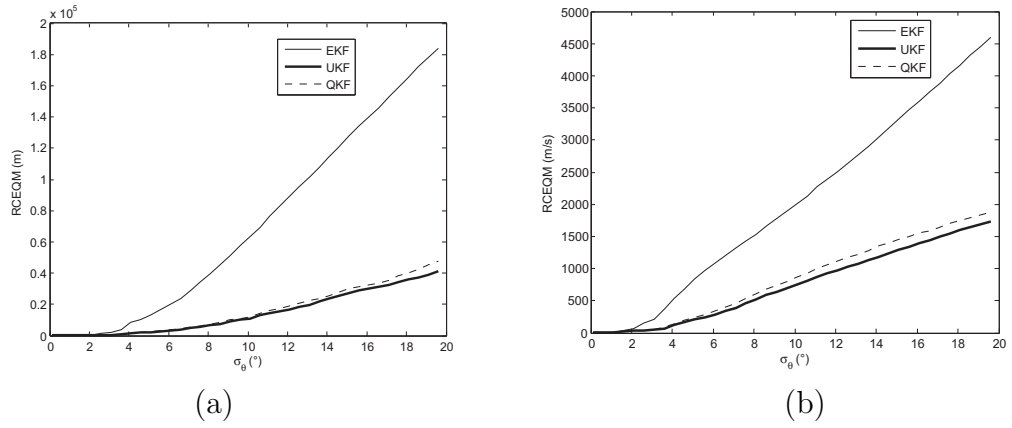 x 10⁵
2
1.8
1.6
1.4
1.2
1
0.8
0.6
0.4
0.2
0
RCEQM (m)
EKF
UKF
QKF
0 2 4 6 8 10 12 14 16 18 20
σθ (°)
(a)
5000
4500
4000
3500
3000
2500
2000
1500
1000
500
0
RCEQM (m/s)
EKF
UKF
QKF
0 2 4 6 8 10 12 14 16 18 20
σθ (°)
(b)